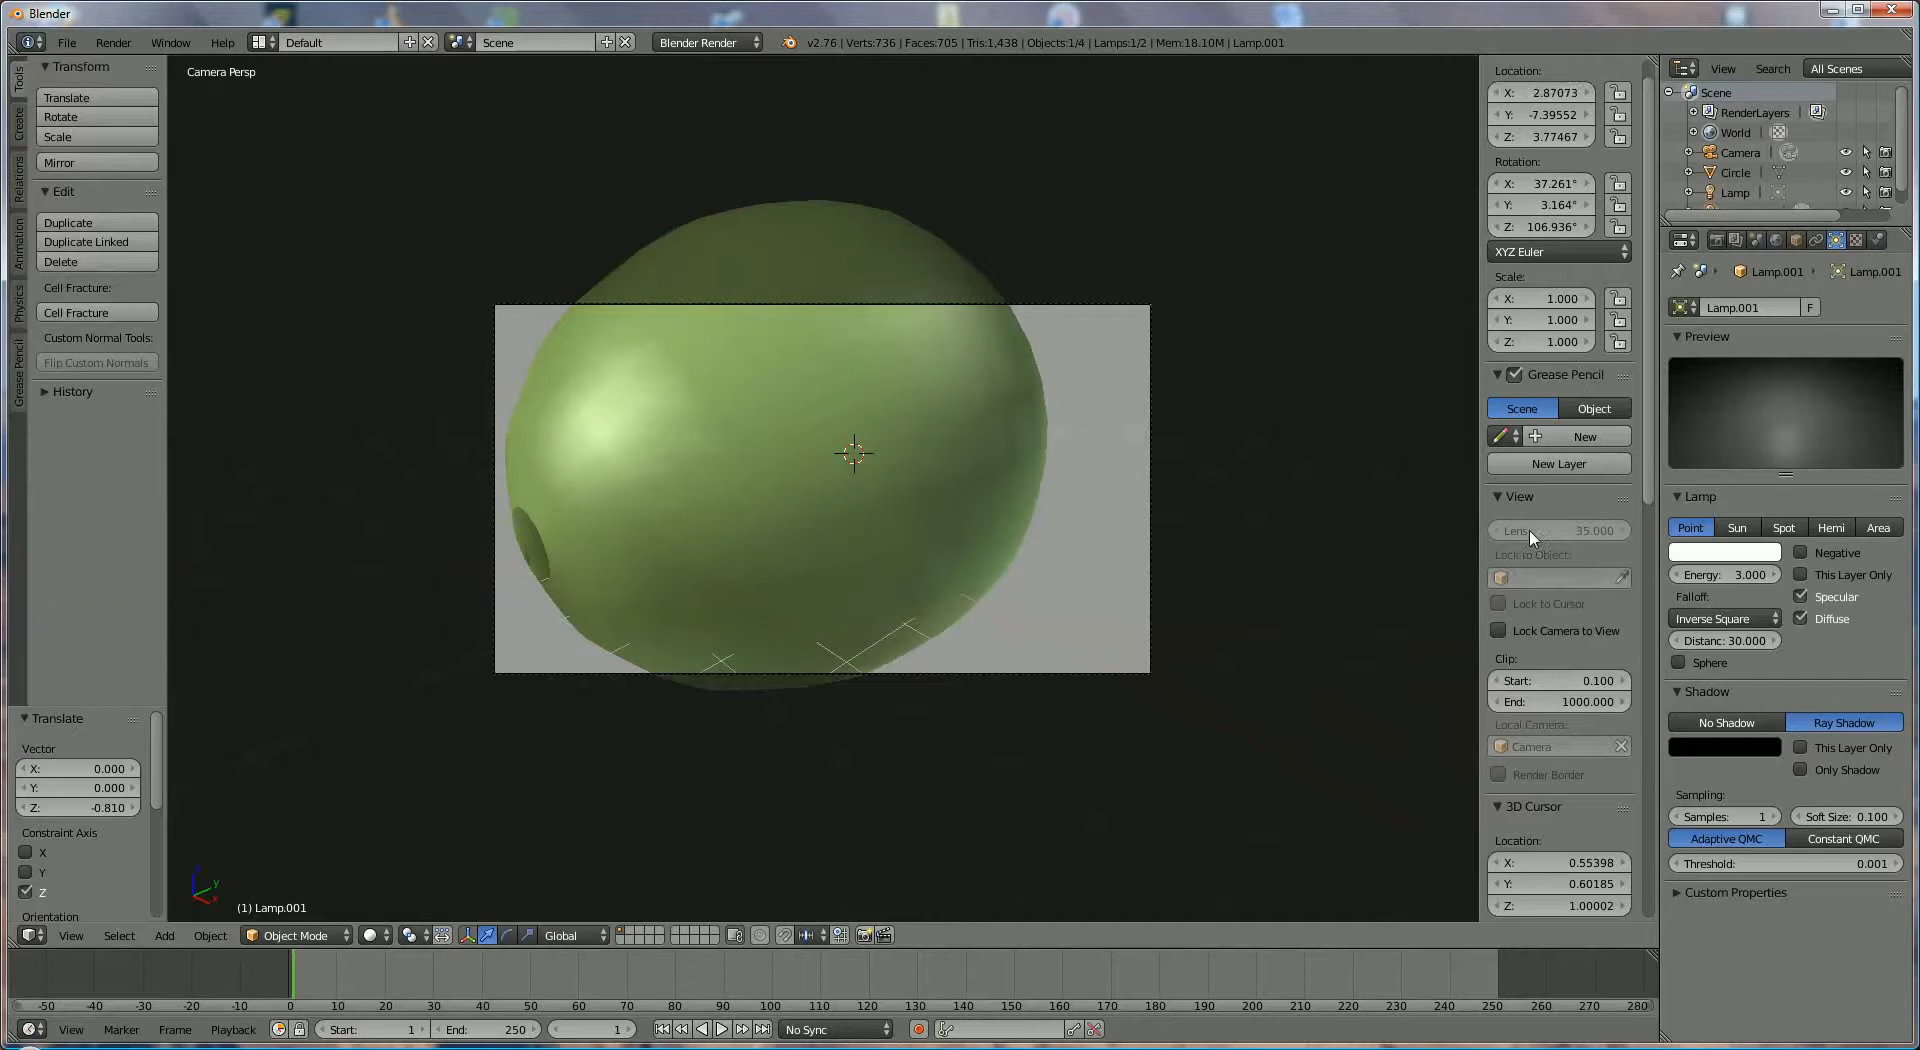 Blender
File Render Window Help Default Scene Blender Render v2.76 | Verts:736 | Faces:705 | Tris:1,438 | Objects:1/4 | Lamps:1/2 | Mem:18.10M | Lamp.001
Tools
Create
Relations
Animation
Physics
Grease Pencil
Transform
Translate
Rotate
Scale
Mirror
Edit
Duplicate
Duplicate Linked
Delete
Cell Fracture:
Cell Fracture
Custom Normal Tools:
Flip Custom Normals
History
Translate
Vector
X: 0.000
Y: 0.000
Z: -0.810
Constraint Axis
X
Y
Z
Orientation
Camera Persp
z
y
x
(1) Lamp.001
Location:
X: 2.87073
Y: -7.39552
Z: 3.77467
Rotation:
X: 37.261°
Y: 3.164°
Z: 106.936°
XYZ Euler
Scale:
X: 1.000
Y: 1.000
Z: 1.000
Grease Pencil
Scene Object
New
New Layer
View
Lens: 35.000
Lock to Object:
Lock to Cursor
Lock Camera to View
Clip:
Start: 0.100
End: 1000.000
Local Camera:
Camera
Render Border
3D Cursor
Location:
X: 0.55398
Y: 0.60185
Z: 1.00002
View Search All Scenes
Scene
RenderLayers
World
Camera
Circle
Lamp
Lamp.001 Lamp.001
Lamp.001 F
Preview
Lamp
Point Sun Spot Hemi Area
Negative
Energy: 3.000 This Layer Only
Falloff: Specular
Inverse Square Diffuse
Distanc: 30.000
Sphere
Shadow
No Shadow Ray Shadow
This Layer Only
Only Shadow
Sampling:
Samples: 1 Soft Size: 0.100
Adaptive QMC Constant QMC
Threshold: 0.001
Custom Properties
View Select Add Object Object Mode Global
-50 -40 -30 -20 -10 0 10 20 30 40 50 60 70 80 90 100 110 120 130 140 150 160 170 180 190 200 210 220 230 240 250 260 270 280
View Marker Frame Playback Start: 1 End: 250 1 No Sync